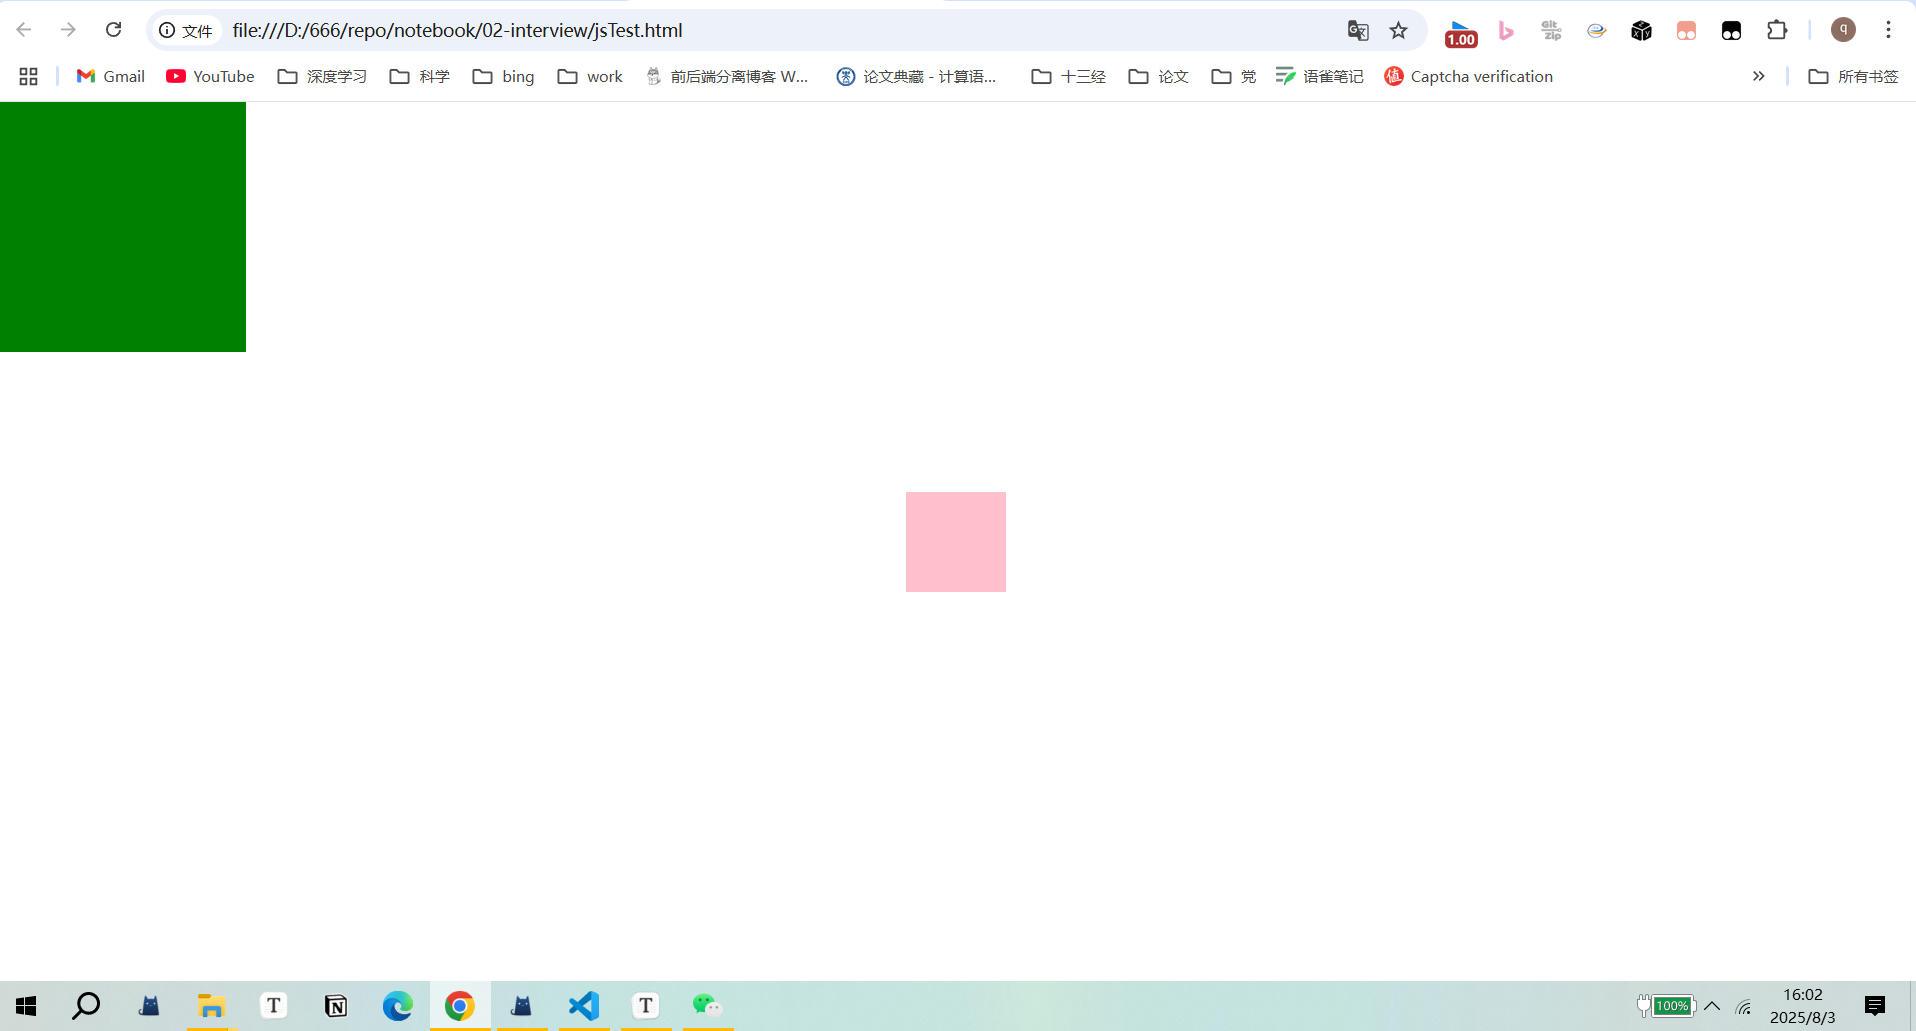 文件 file:///D:/666/repo/notebook/02-interview/jsTest.html 1.00 Git zip q
Gmail YouTube 深度学习 科学 bing work 前后端分离博客 W... 论文典藏 - 计算语... 十三经 论文 党 语雀笔记 值 Captcha verification » 所有书签
T N T 100% 16:02
2025/8/3